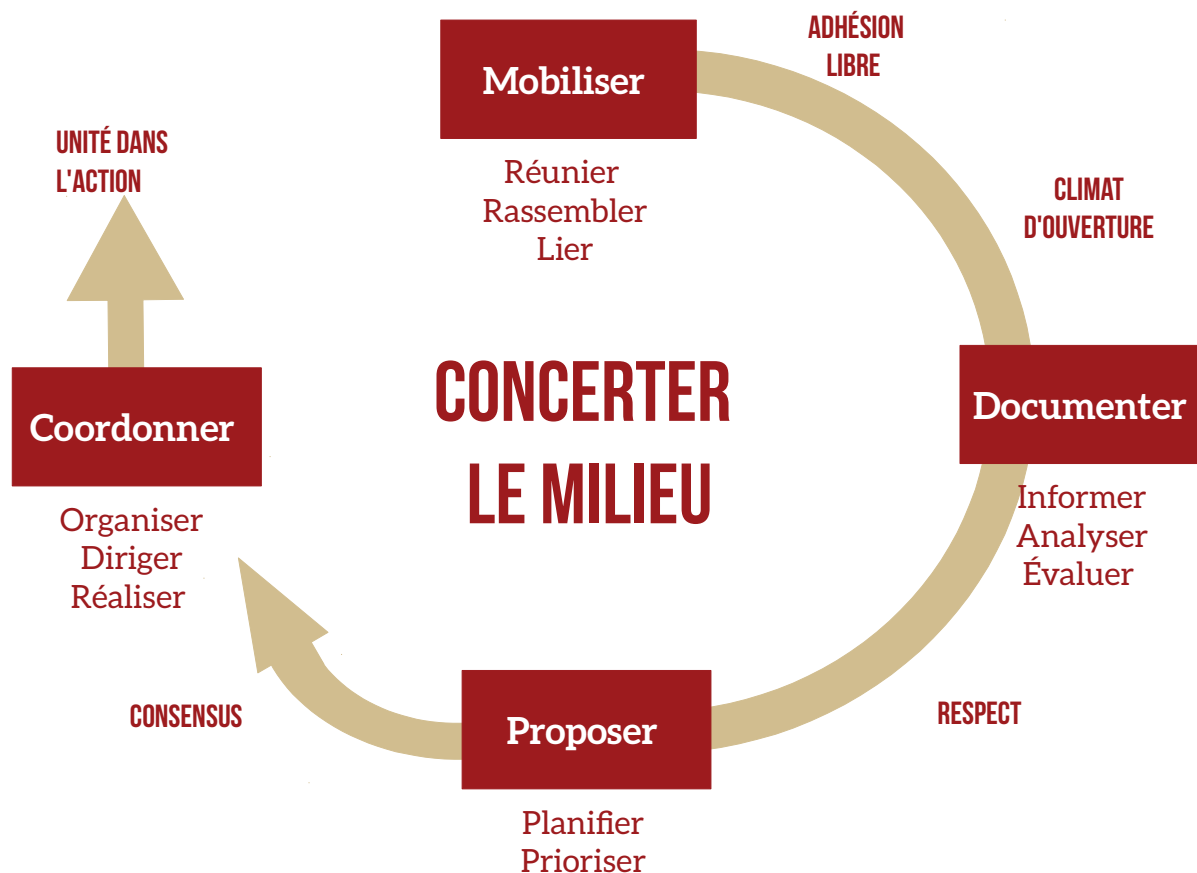 ADHÉSION
LIBRE
Mobiliser
Réunier
Rassembler
Lier
UNITÉ DANS
L'ACTION
CLIMAT
D'OUVERTURE
CONCERTER
LE MILIEU
Documenter
Informer
Analyser
Évaluer
Coordonner
Organiser
Diriger
Réaliser
RESPECT
CONSENSUS
Proposer
Planifier
Prioriser